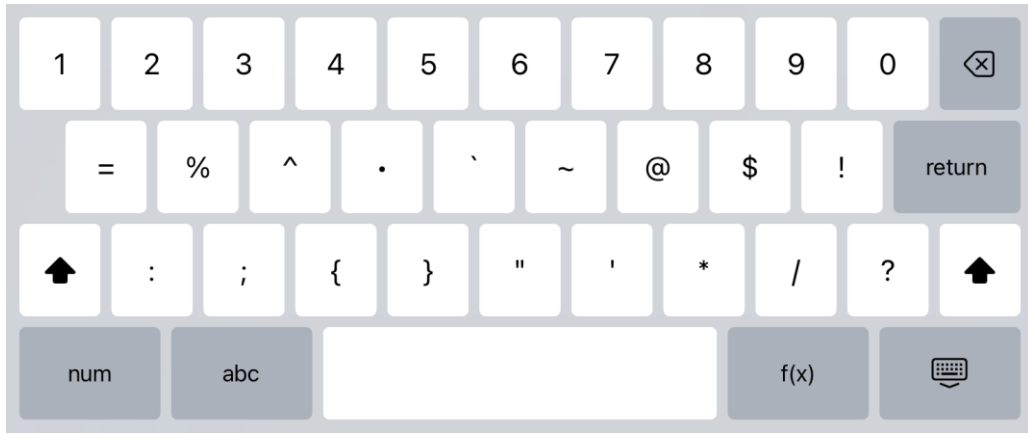 1 2 3 4 5 6 7 8 9 0
= % ^ • ` ~ @ $ ! return
: ; { } " ' * / ?
num abc f(x)